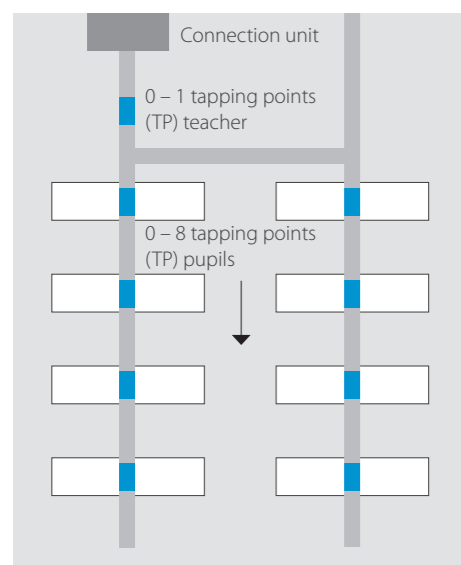 Connection unit
0 – 1 tapping points
(TP) teacher
0 – 8 tapping points
(TP) pupils